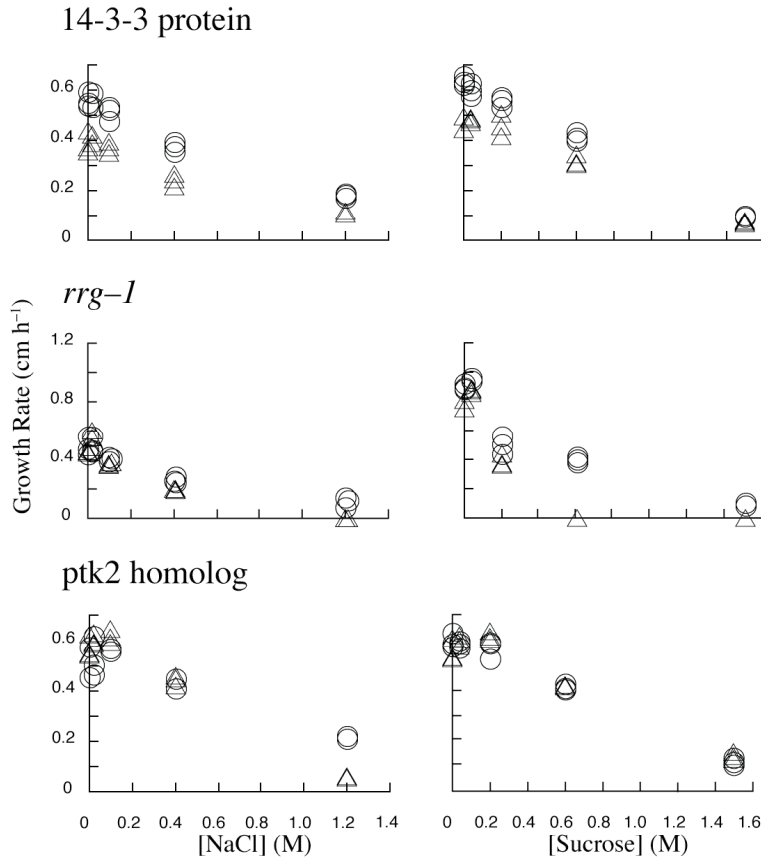 14-3-3 protein
0.6
0.4
0.2
0
rrg–1
1.2
0.8
0.4
0
Growth Rate (cm h⁻¹)
ptk2 homolog
0.6
0.4
0.2
0
0 0.2 0.4 0.6 0.8 1.0 1.2 1.4
0 0.2 0.4 0.6 0.8 1.0 1.2 1.4 1.6
[NaCl] (M)
[Sucrose] (M)